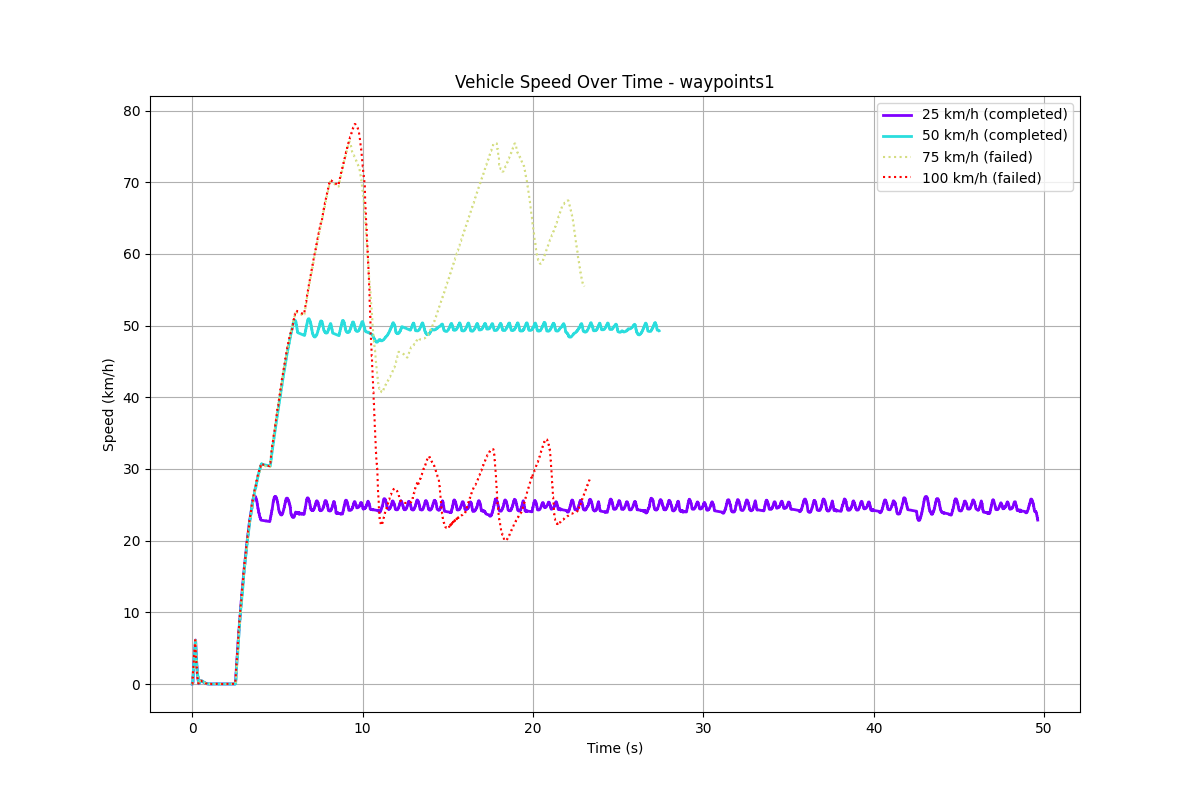 Vehicle Speed Over Time - waypoints1
80
70
60
50
40
30
20
10
0
Speed (km/h)
25 km/h (completed)
50 km/h (completed)
75 km/h (failed)
100 km/h (failed)
0 10 20 30 40 50
Time (s)